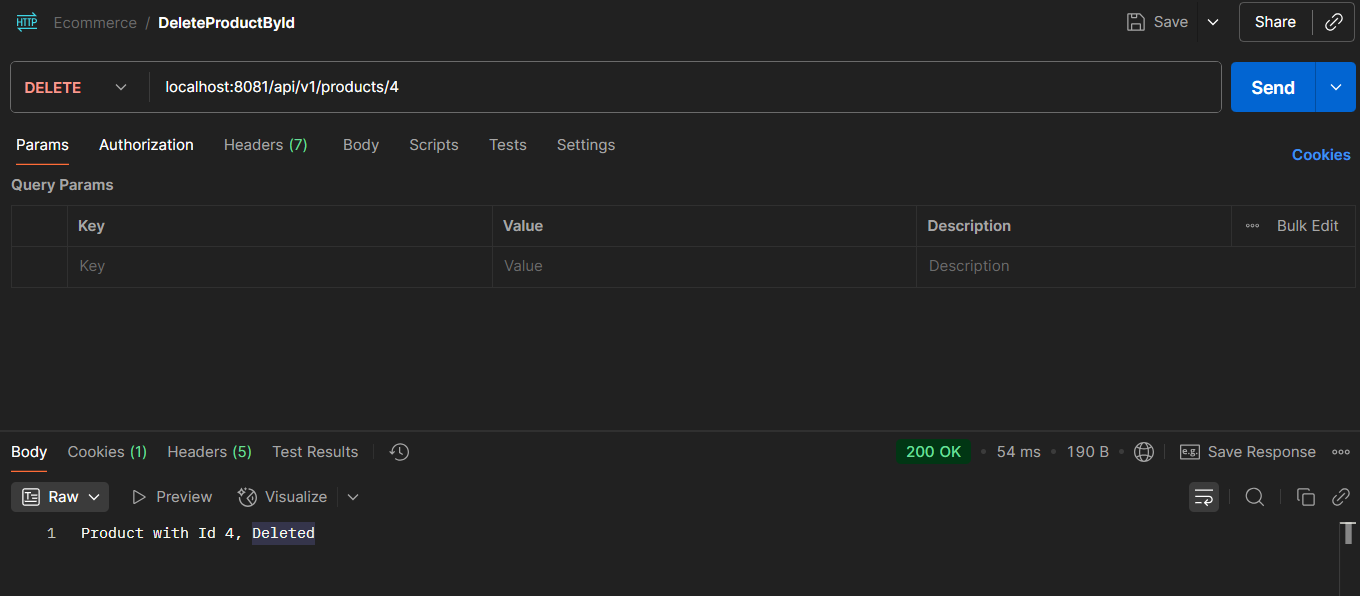 HTTP Ecommerce / DeleteProductById Save Share
DELETE localhost:8081/api/v1/products/4 Send
Params Authorization Headers (7) Body Scripts Tests Settings Cookies
Query Params
Key Value Description Bulk Edit
Key Value Description
Body Cookies (1) Headers (5) Test Results 200 OK • 54 ms • 190 B • e.g. Save Response
Raw Preview Visualize
1 Product with Id 4, Deleted